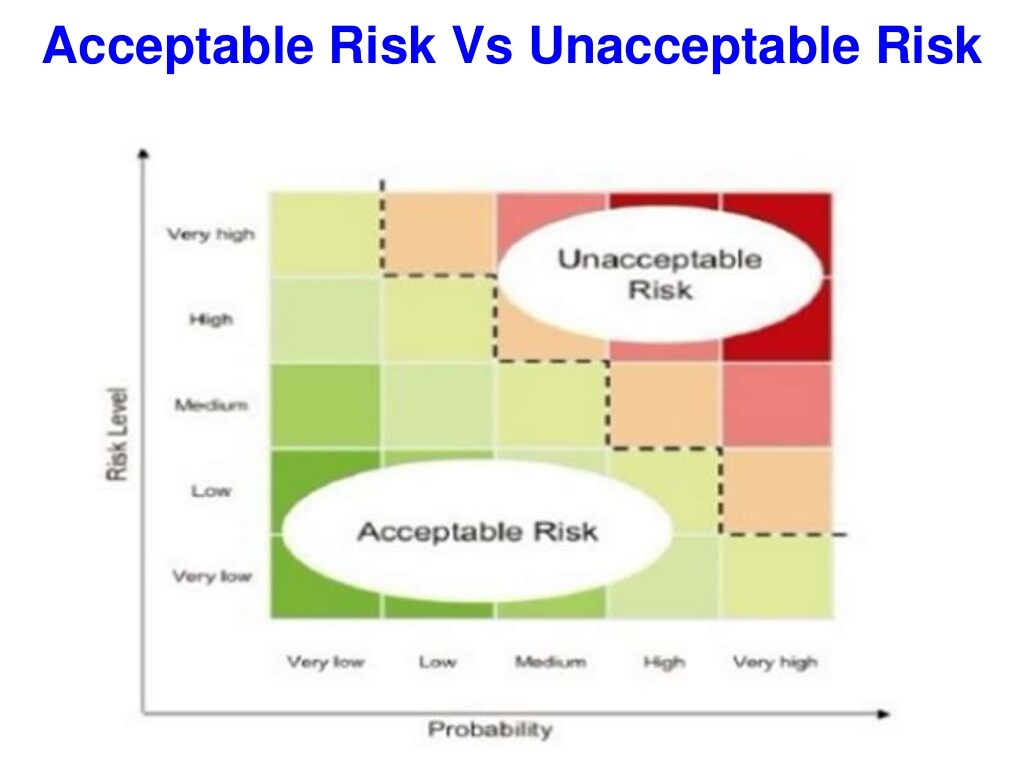 Acceptable Risk Vs Unacceptable Risk
Very high
Unacceptable
Risk
High
Medium
Risk Level
Low
Acceptable Risk
Very low
Very low
Low
Medium
High
Very high
Probability